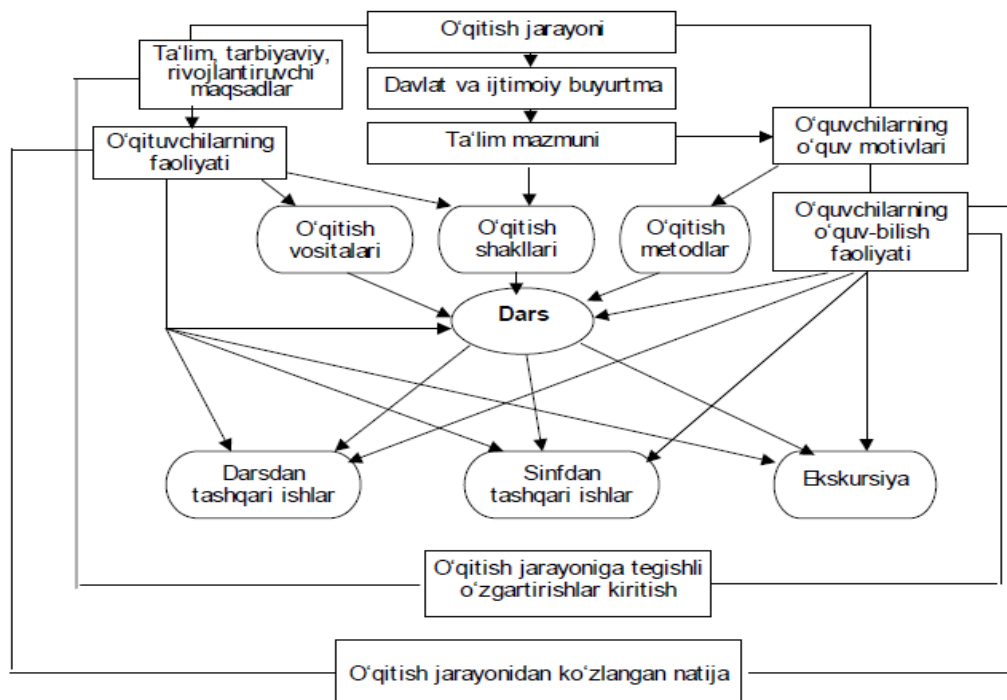 O‘qitish jarayoni
Ta‘lim, tarbiyaviy,
rivojlantiruvchi
maqsadlar
Davlat va ijtimoiy buyurtma
Ta‘lim mazmuni
O‘quvchilarning
o‘quv motivlari
O‘qituvchilarning
faoliyati
O‘qitish
vositalari
O‘qitish
shakllari
O‘qitish
metodlar
O‘quvchilarning
o‘quv-bilish
faoliyati
Dars
Darsdan
tashqari ishlar
Sinfdan
tashqari ishlar
Ekskursiya
O‘qitish jarayoniga tegishli
o‘zgartirishlar kiritish
O‘qitish jarayonidan ko‘zlangan natija